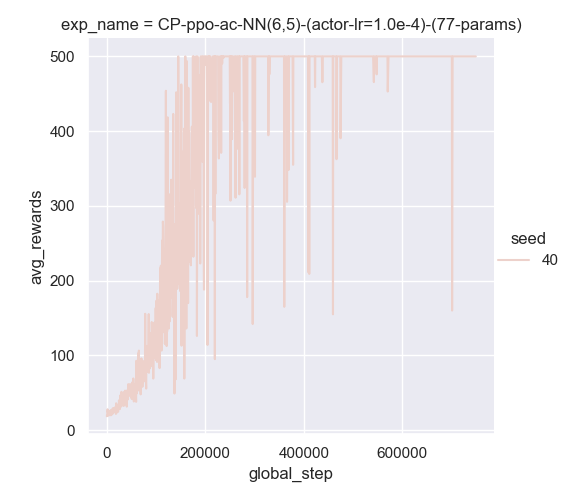 exp_name = CP-ppo-ac-NN(6,5)-(actor-lr=1.0e-4)-(77-params)
500
400
300
200
100
0
avg_rewards
0
200000
400000
600000
global_step
seed
40